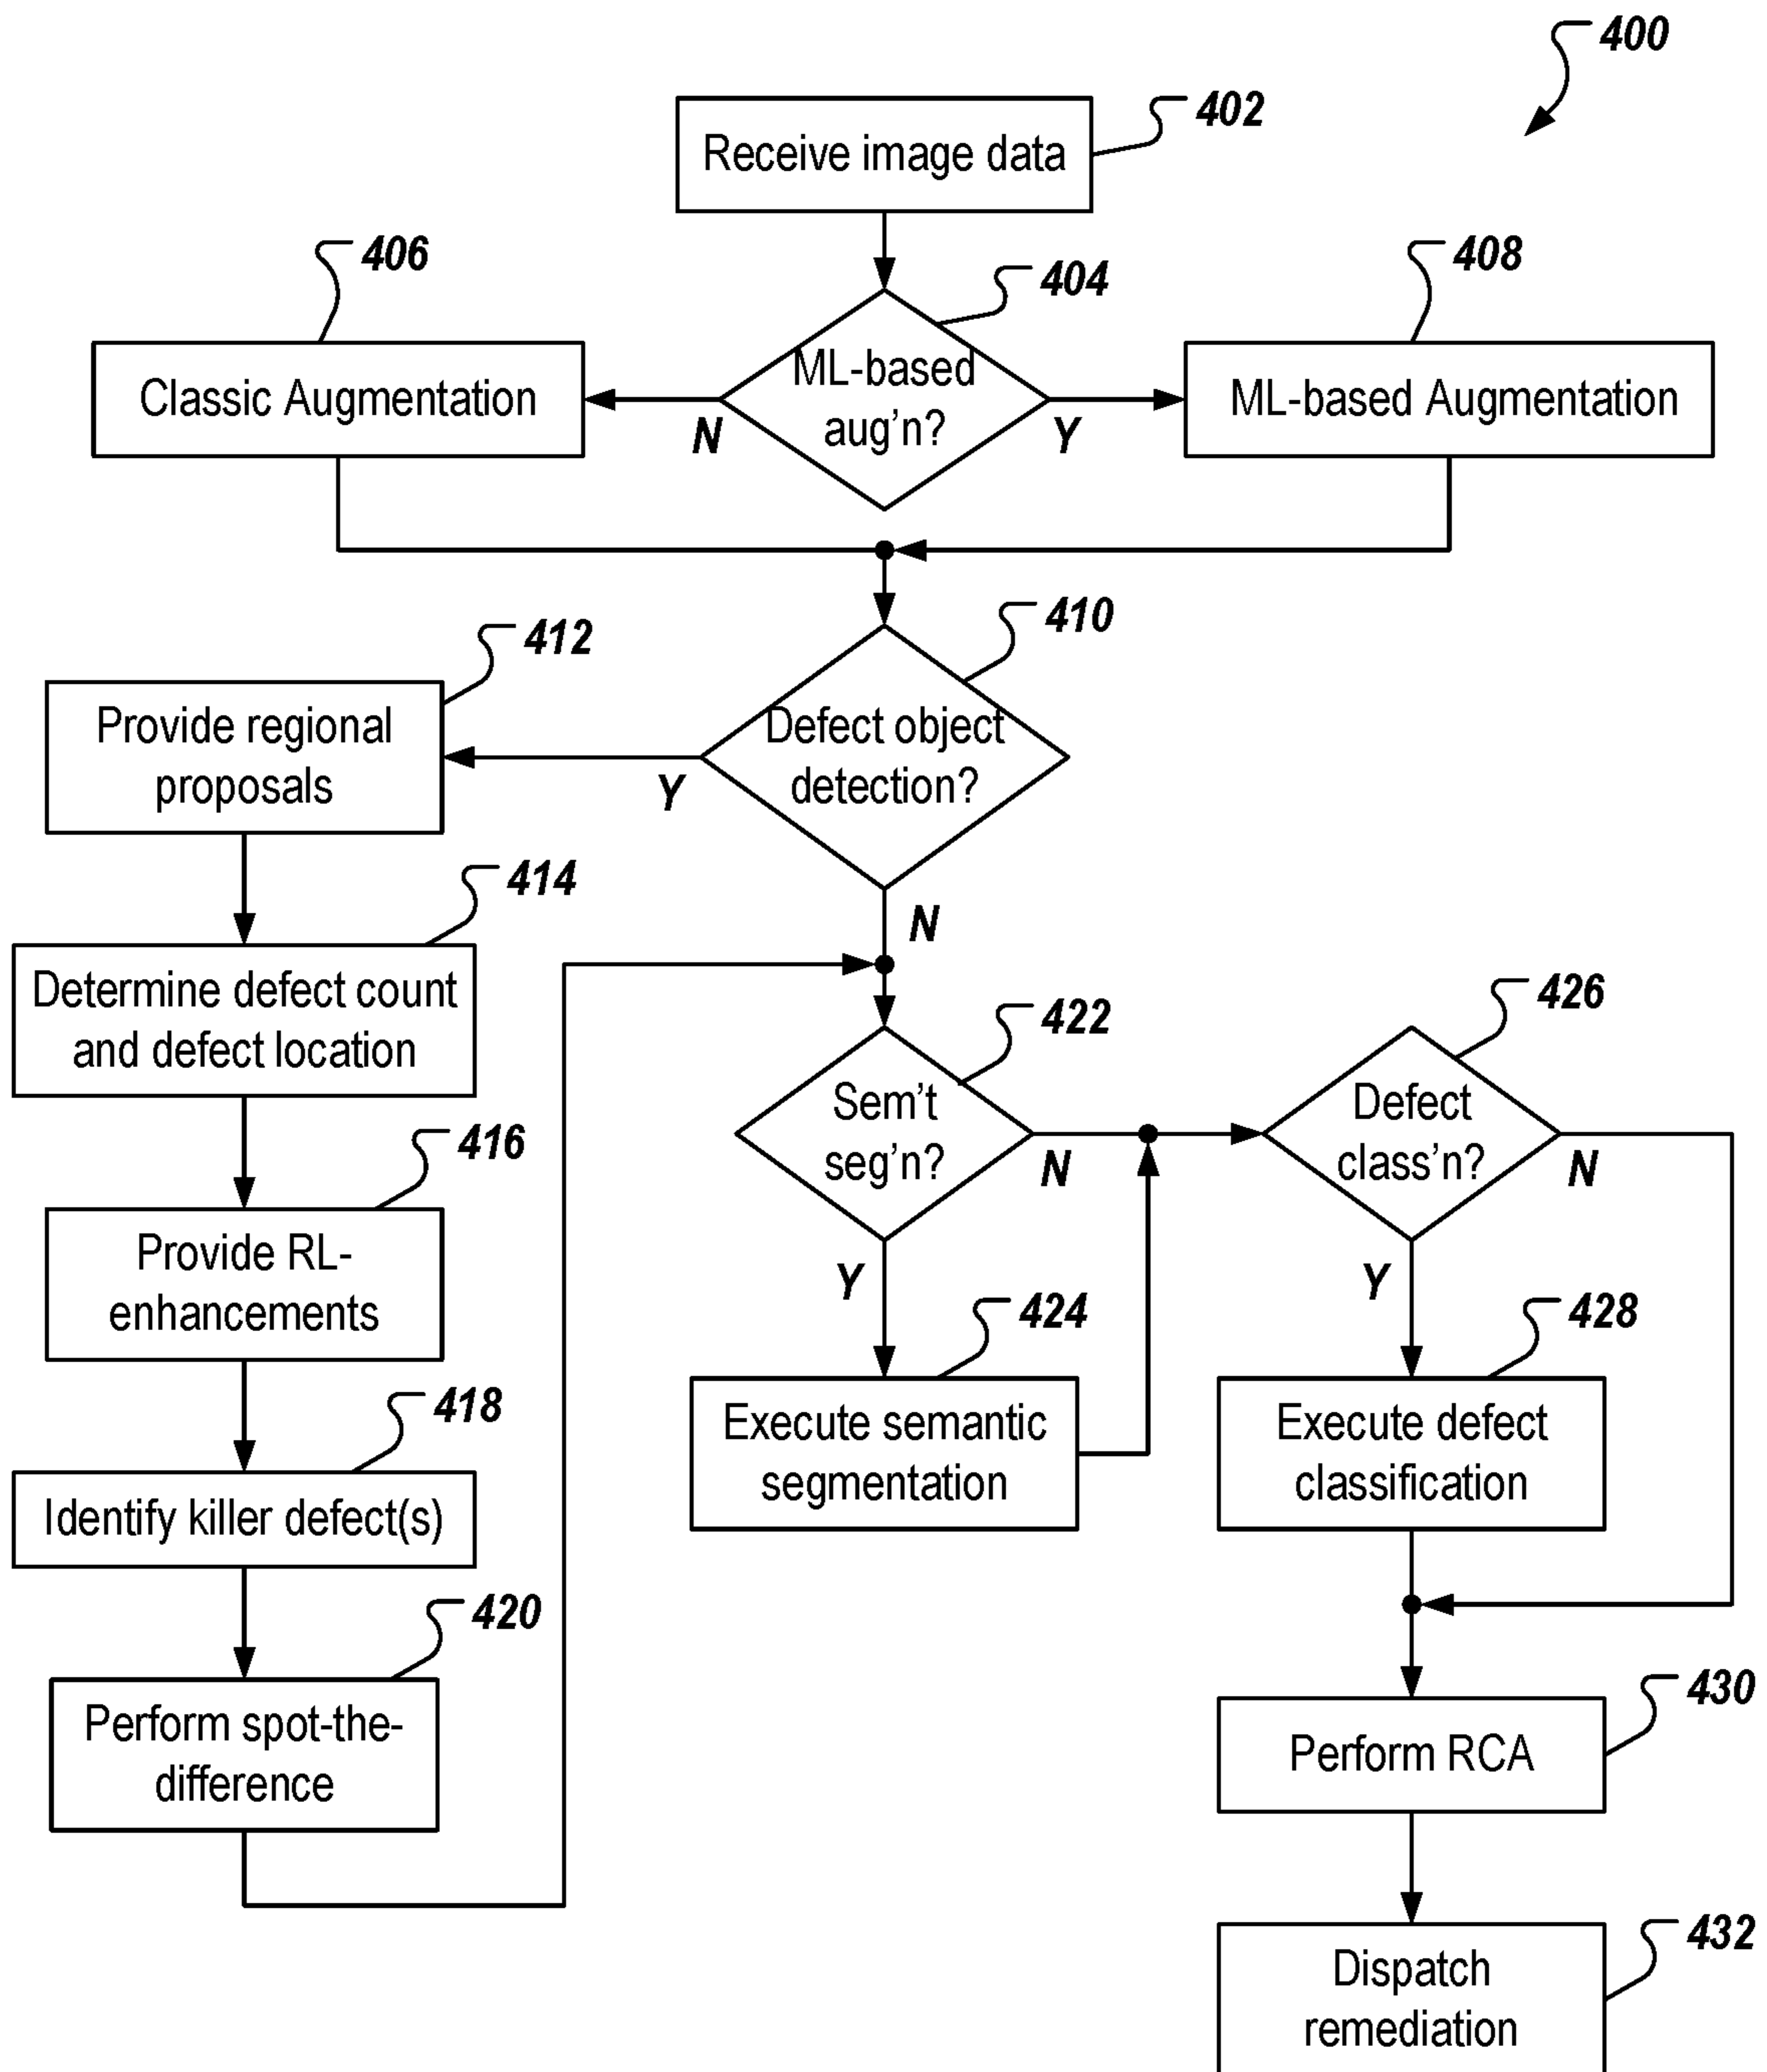 400
402
Receive image data
406
404
408
Classic Augmentation
ML-based
aug’n?
ML-based Augmentation
N
Y
412
410
Provide regional
proposals
Defect object
detection?
Y
N
414
Determine defect count
and defect location
422
426
Sem’t
seg’n?
Defect
class’n?
N
N
416
Provide RL-
enhancements
Y
Y
424
428
Execute semantic
segmentation
Execute defect
classification
418
Identify killer defect(s)
420
Perform spot-the-
difference
430
Perform RCA
432
Dispatch
remediation